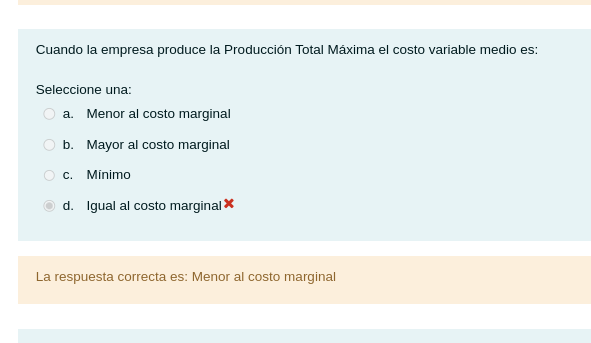 Cuando la empresa produce la Producción Total Máxima el costo variable medio es:
Seleccione una:
a. Menor al costo marginal
b. Mayor al costo marginal
c. Mínimo
d. Igual al costo marginal
La respuesta correcta es: Menor al costo marginal